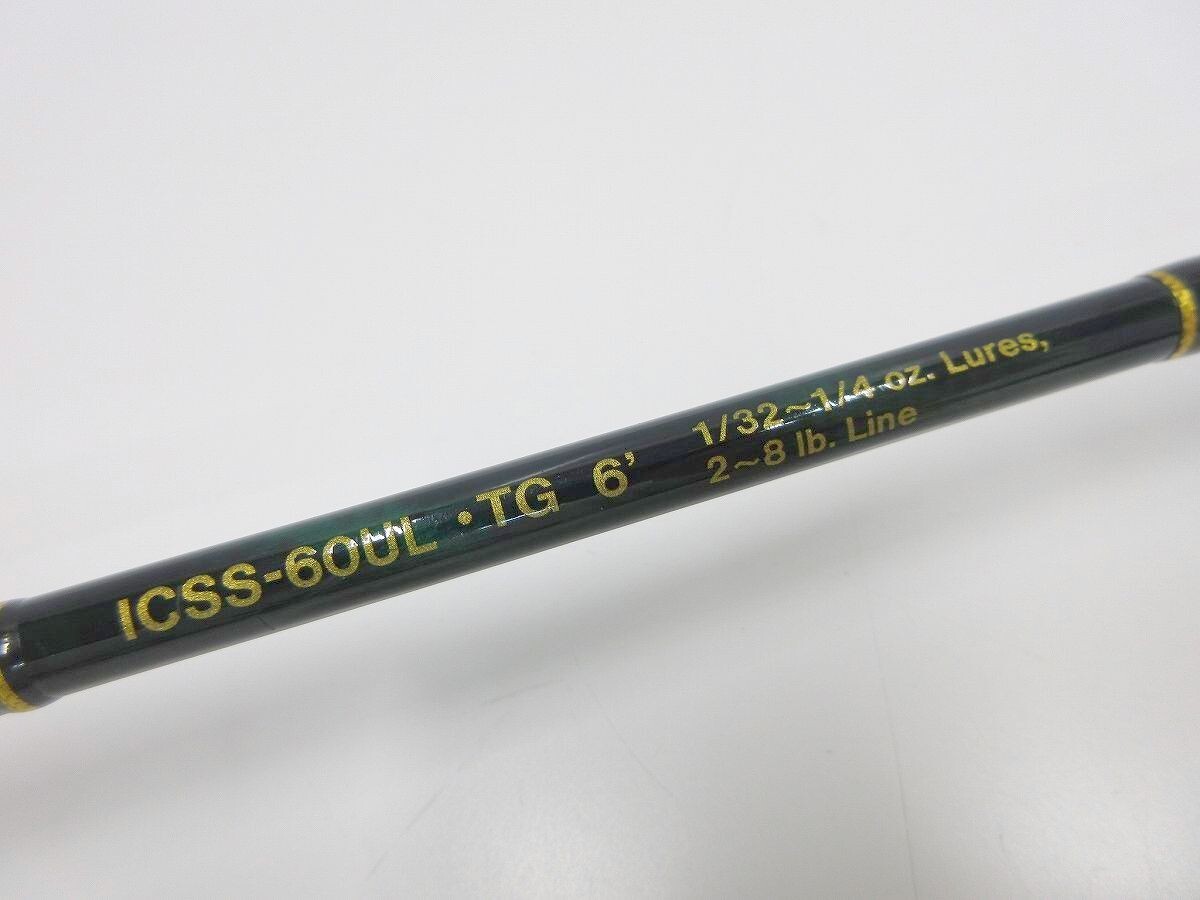 ICSS-60UL・TG 6' 1/32~1/4 oz. Lures,
2~8 lb. Line